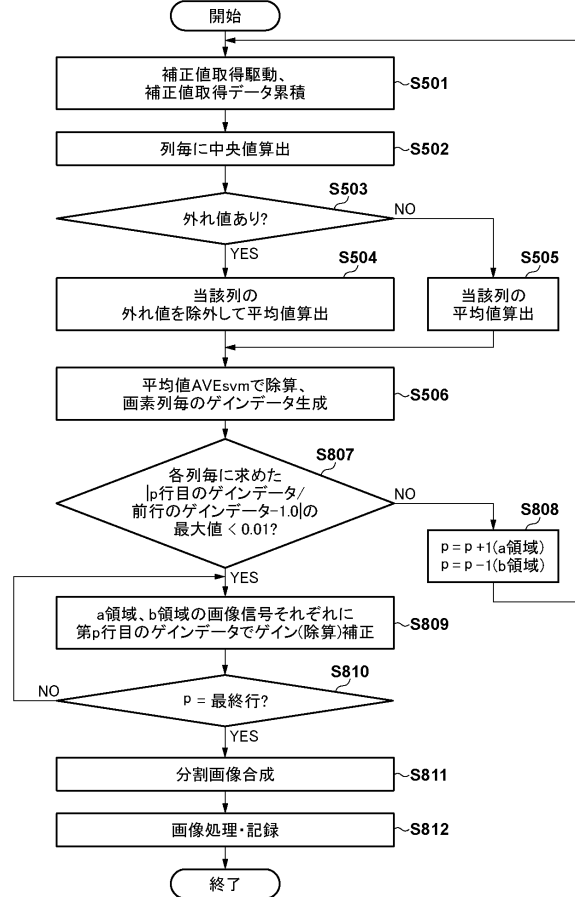 開始
補正値取得駆動、
補正値取得データ累積
S501
列毎に中央値算出
S502
S503
外れ値あり?
NO
YES
S504
当該列の
外れ値を除外して平均値算出
S505
当該列の
平均値算出
平均値AVEsvmで除算、
画素列毎のゲインデータ生成
S506
S807
各列毎に求めた
|p行目のゲインデータ/
前行のゲインデータ-1.0|の
最大値 < 0.01?
NO
YES
S808
p = p+1(a領域)
p = p-1(b領域)
a領域、b領域の画像信号それぞれに
第p行目のゲインデータでゲイン(除算)補正
S809
S810
p = 最終行?
NO
YES
分割画像合成
S811
画像処理・記録
S812
終了